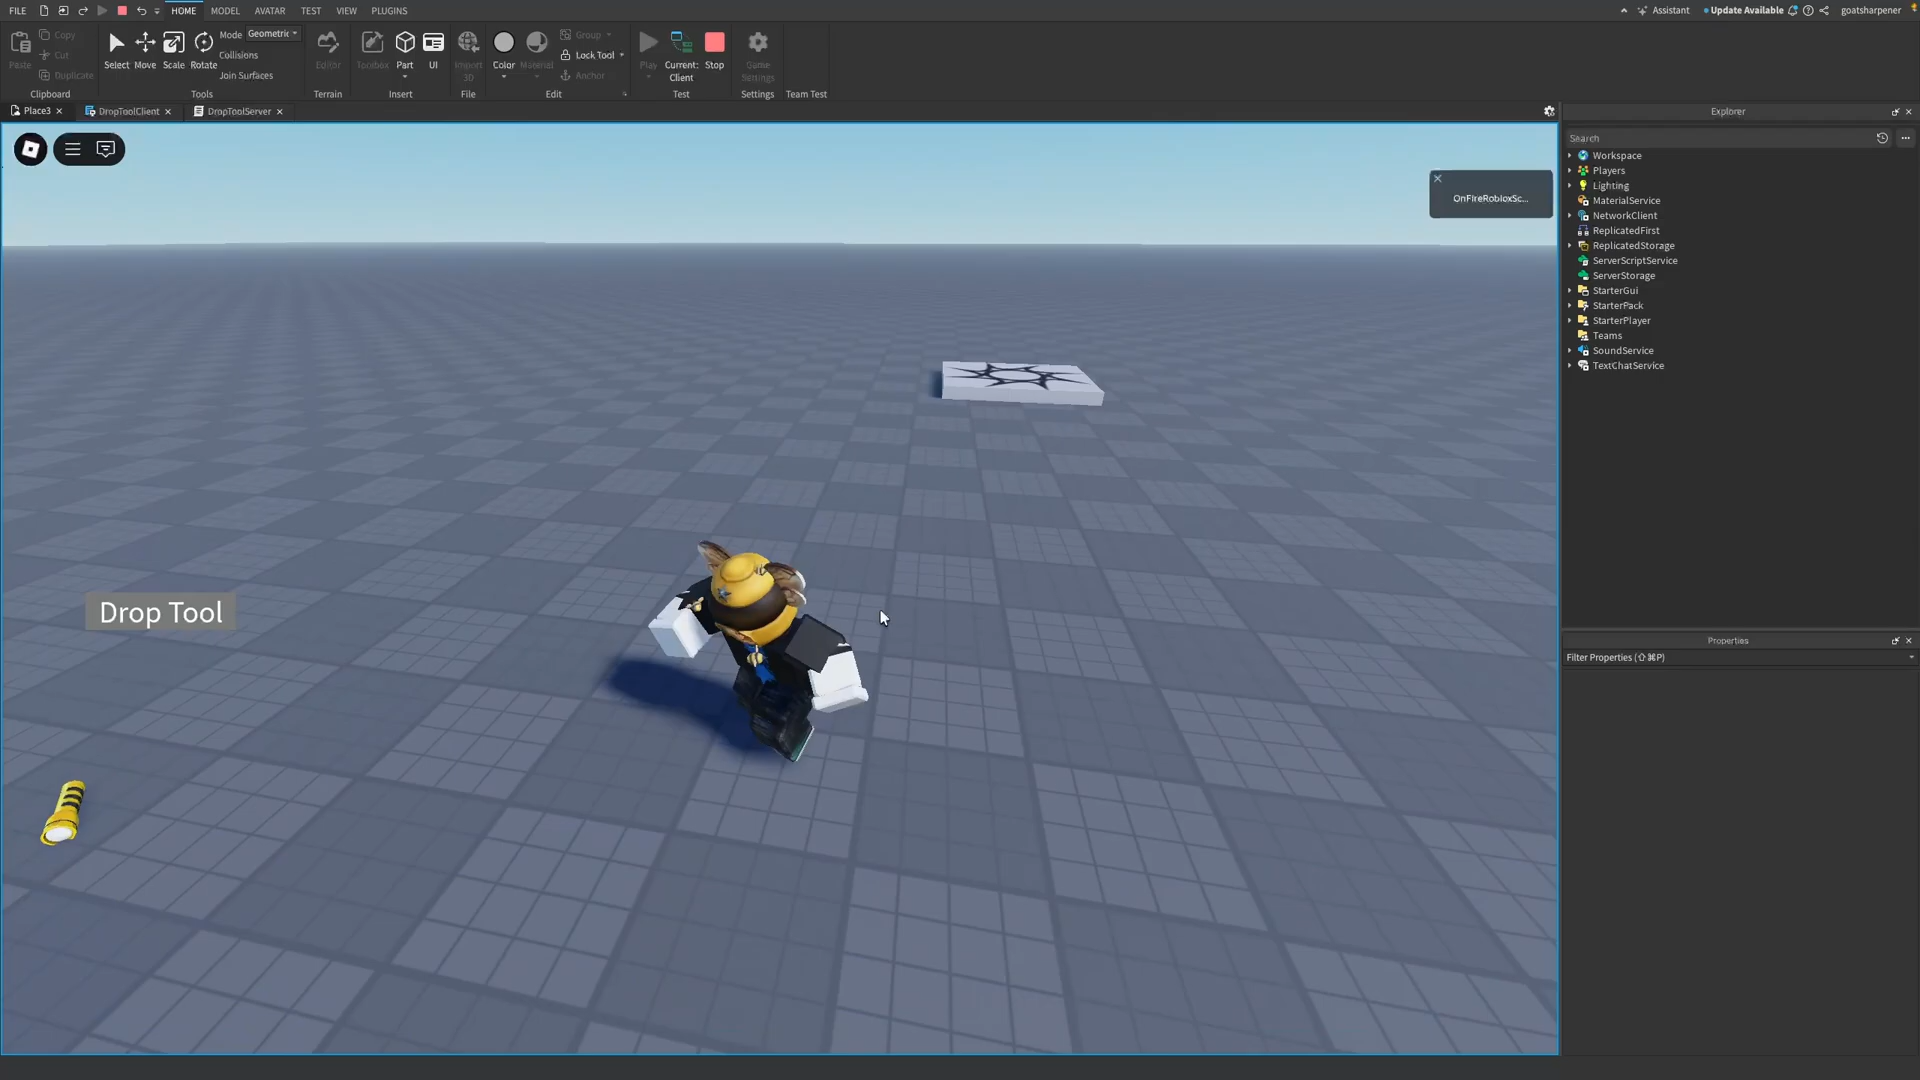 FILE
HOME MODEL AVATAR TEST VIEW PLUGINS
Assistant
Update Available
goatsharpener
Paste
Copy
Cut
Duplicate
Clipboard
Select Move Scale Rotate
Mode Geometric
Collisions
Join Surfaces
Tools
Editor
Terrain
Toolbox Part UI
Insert
Import
3D
File
Color Material
Group
Lock Tool
Anchor
Edit
Play
Current:
Client
Stop
Test
Game
Settings
Settings
Team Test
Place3
DropToolClient
DropToolServer
OnFireRobloxSc...
Drop Tool
Explorer
Search
Workspace
Players
Lighting
MaterialService
NetworkClient
ReplicatedFirst
ReplicatedStorage
ServerScriptService
ServerStorage
StarterGui
StarterPack
StarterPlayer
Teams
SoundService
TextChatService
Properties
Filter Properties (⇧⌘P)